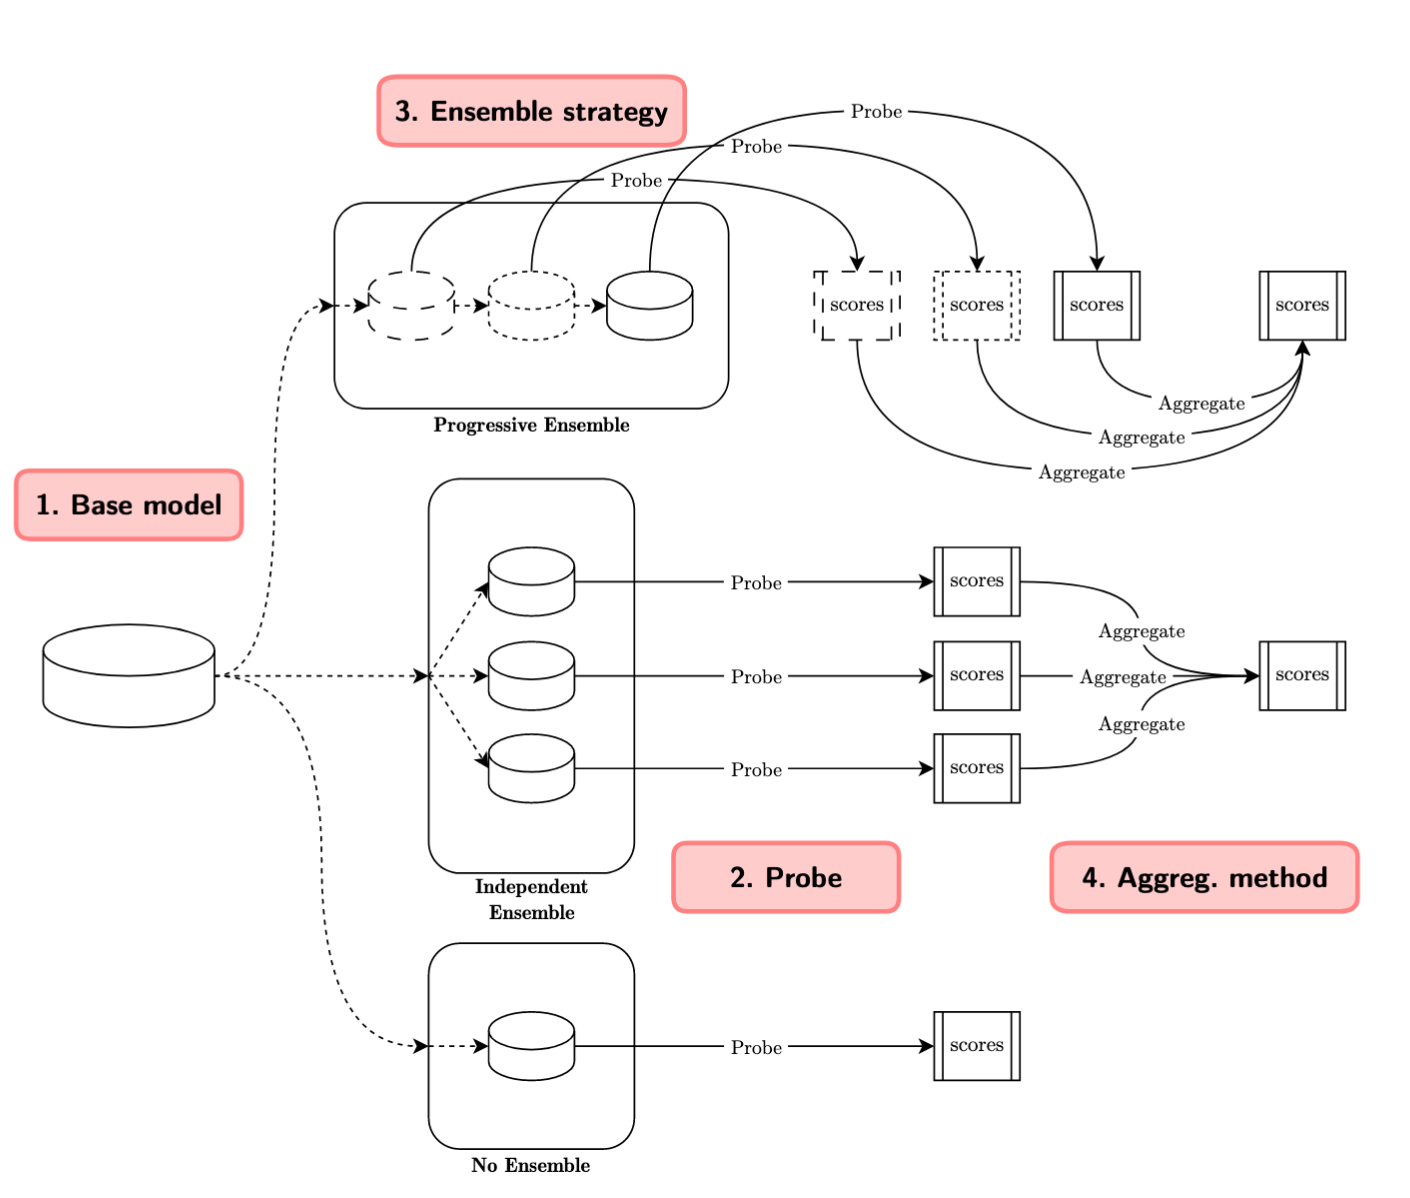 3. Ensemble strategy
Probe
Probe
Probe
scores
scores
scores
scores
Aggregate
Aggregate
Aggregate
Progressive Ensemble
1. Base model
Probe
scores
Aggregate
Probe
scores
Aggregate
scores
Aggregate
Probe
scores
Independent
Ensemble
2. Probe
4. Aggreg. method
Probe
scores
No Ensemble